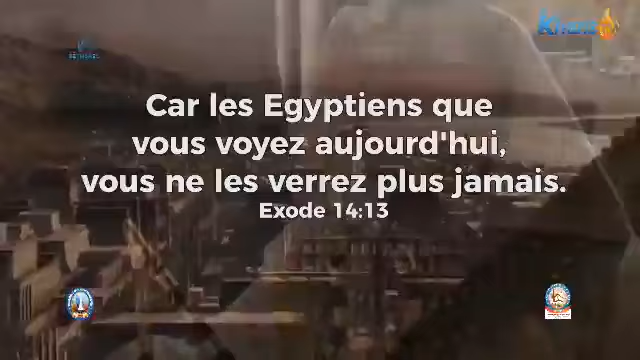 Car les Egyptiens que
vous voyez aujourd'hui,
vous ne les verrez plus jamais.
Exode 14:13